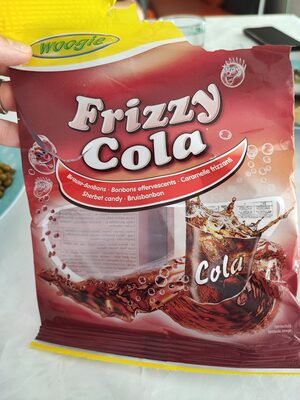 Woogie
Frizzy
Cola
Brause-Bonbons · Bonbons effervescents · Caramelle frizzanti
Sherbet candy · Bruisbonbon
Cola